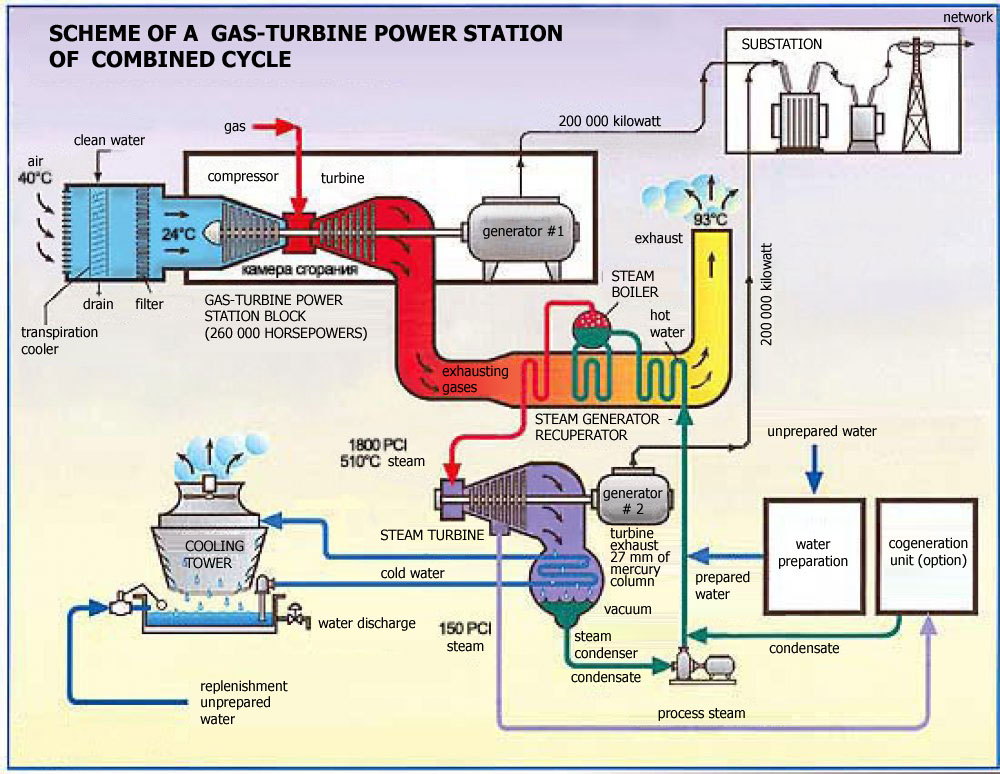 SCHEME OF A GAS-TURBINE POWER STATION
OF COMBINED CYCLE
network
SUBSTATION
200 000 kilowatt
gas
clean water
air
40°C
compressor
turbine
24°C
камера сгорания
generator #1
93°C
exhaust
drain
filter
transpiration
cooler
GAS-TURBINE POWER
STATION BLOCK
(260 000 HORSEPOWERS)
STEAM
BOILER
hot
water
200 000 kilowatt
exhausting
gases
STEAM GENERATOR -
RECUPERATOR
1800 PCI
510°C steam
unprepared water
generator
# 2
STEAM TURBINE
turbine
exhaust
27 mm of
mercury
column
COOLING
TOWER
cold water
water
preparation
cogeneration
unit (option)
prepared
water
vacuum
water discharge
150 PCI
steam
steam
condenser
condensate
condensate
replenishment
unprepared
water
process steam